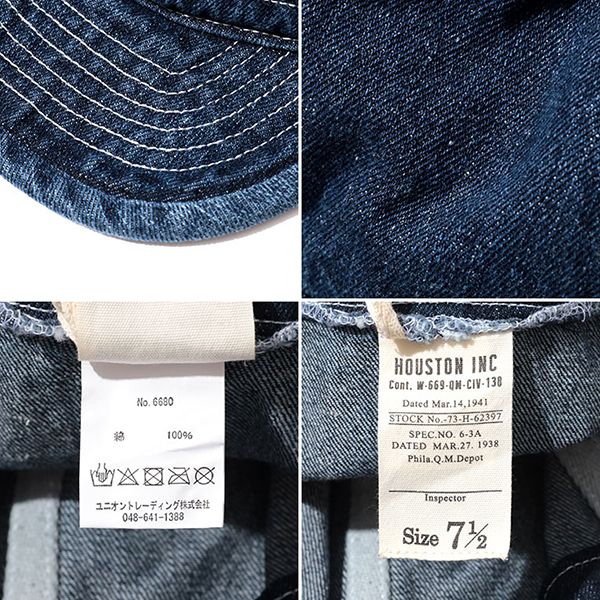 No. 6680
綿 100%
ユニオントレーディング株式会社
048-641-1388
HOUSTON INC
Cont. W-669-QM-CIV-138
Dated Mar.14,1941
STOCK No.-73-H-62397
SPEC.NO. 6-3A
DATED MAR.27. 1938
Phila.Q.M.Depot
Inspector
Size 7½